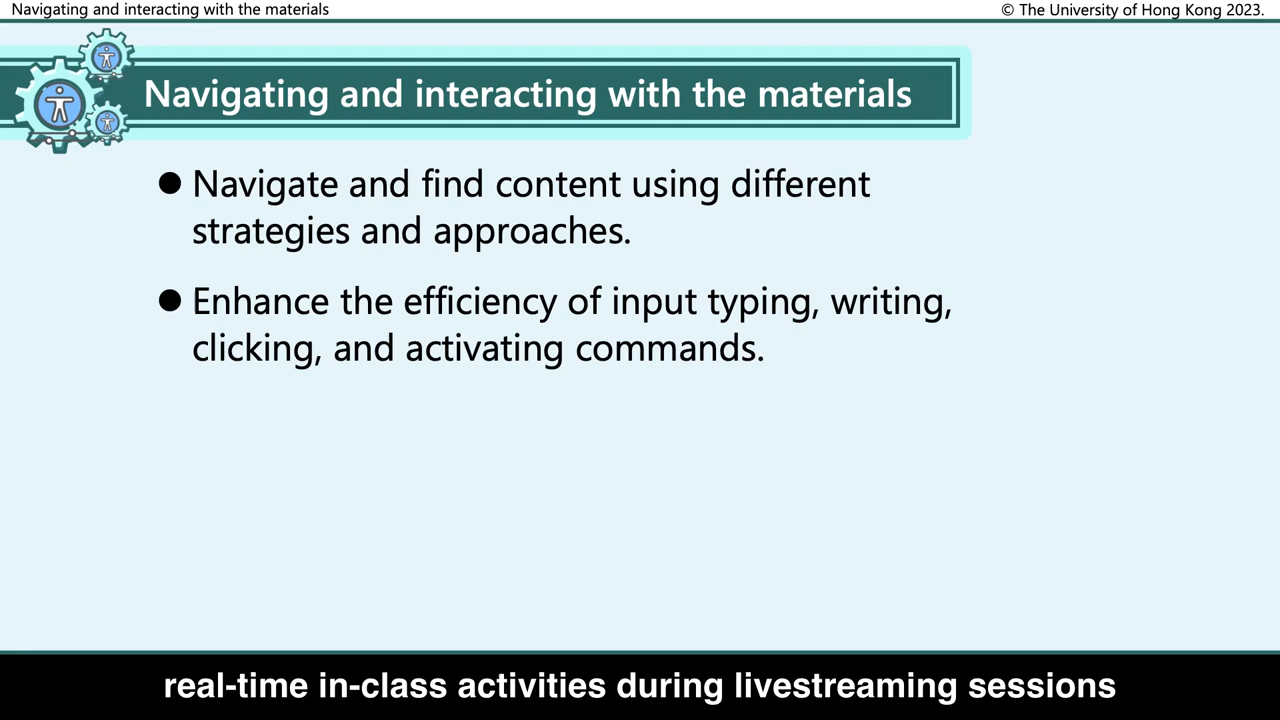 Navigating and interacting with the materials
© The University of Hong Kong 2023.
Navigating and interacting with the materials
● Navigate and find content using different
strategies and approaches.
● Enhance the efficiency of input typing, writing,
clicking, and activating commands.
real-time in-class activities during livestreaming sessions